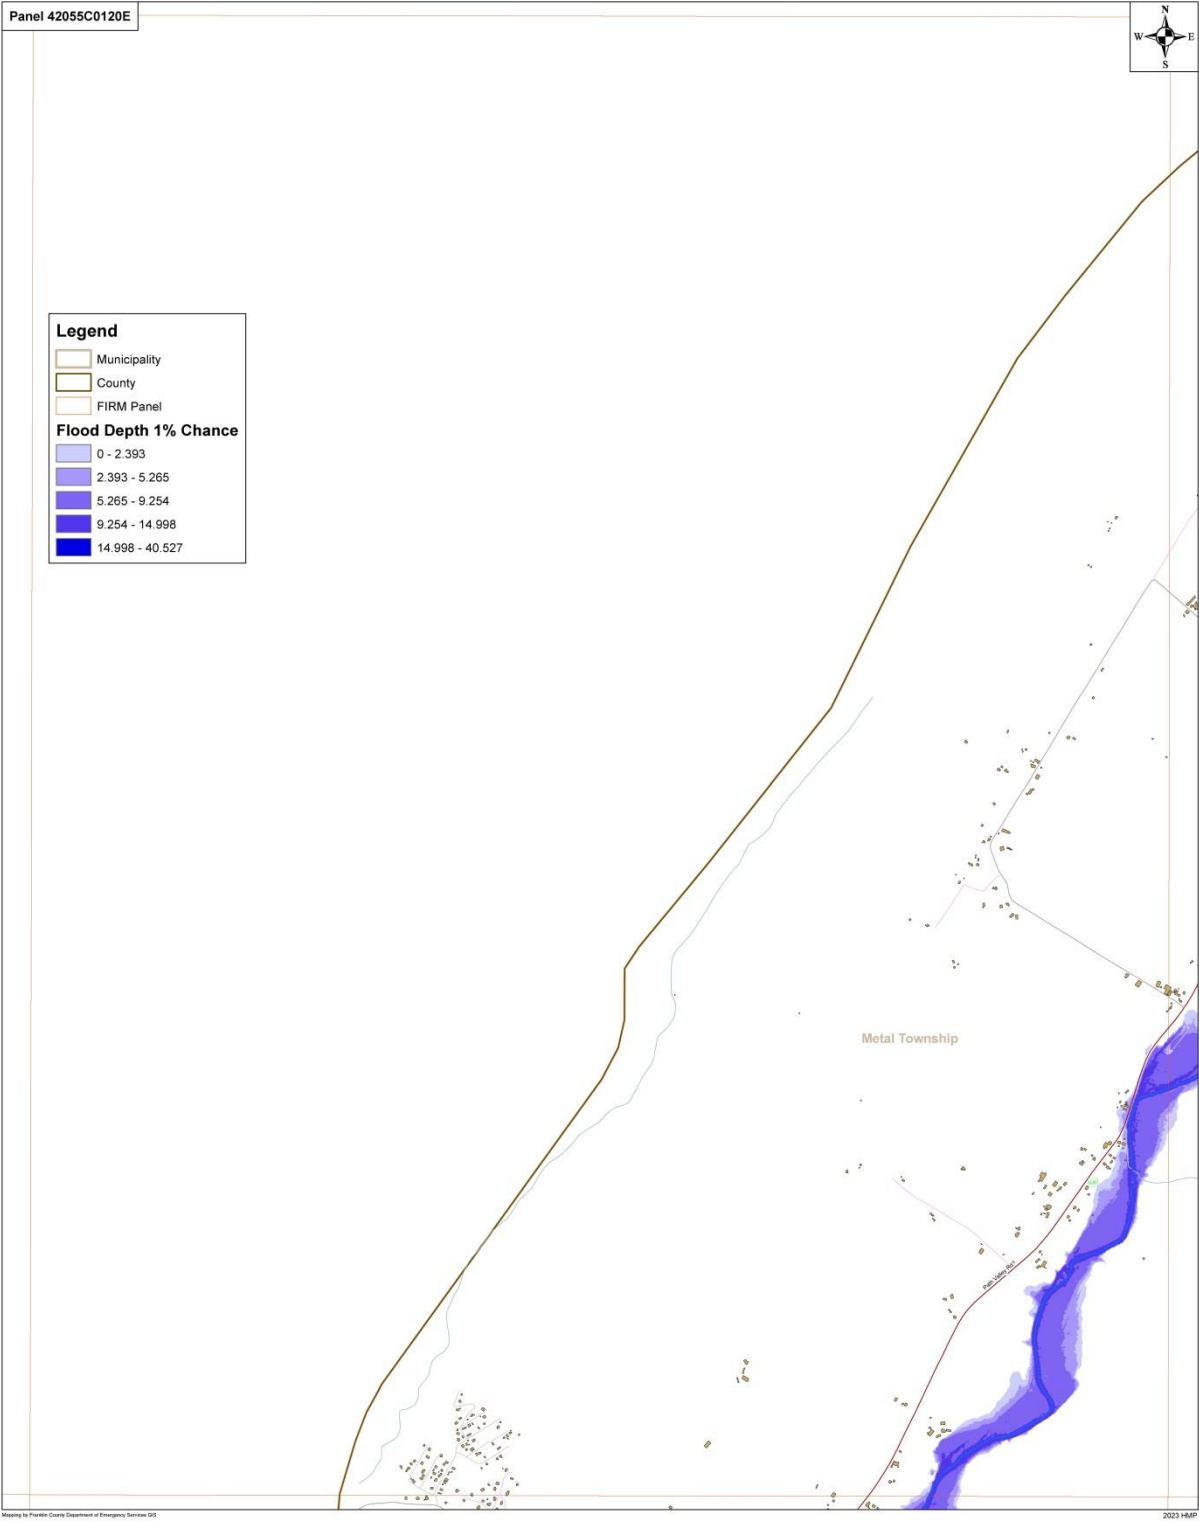 Panel 42055C0120E
N
W E
S
Legend
Municipality
County
FIRM Panel
Flood Depth 1% Chance
0 - 2.393
2.393 - 5.265
5.265 - 9.254
9.254 - 14.998
14.998 - 40.527
Metal Township
Path Valley Rd
Mapping by Franklin County Department of Emergency Services GIS
2023 HMP